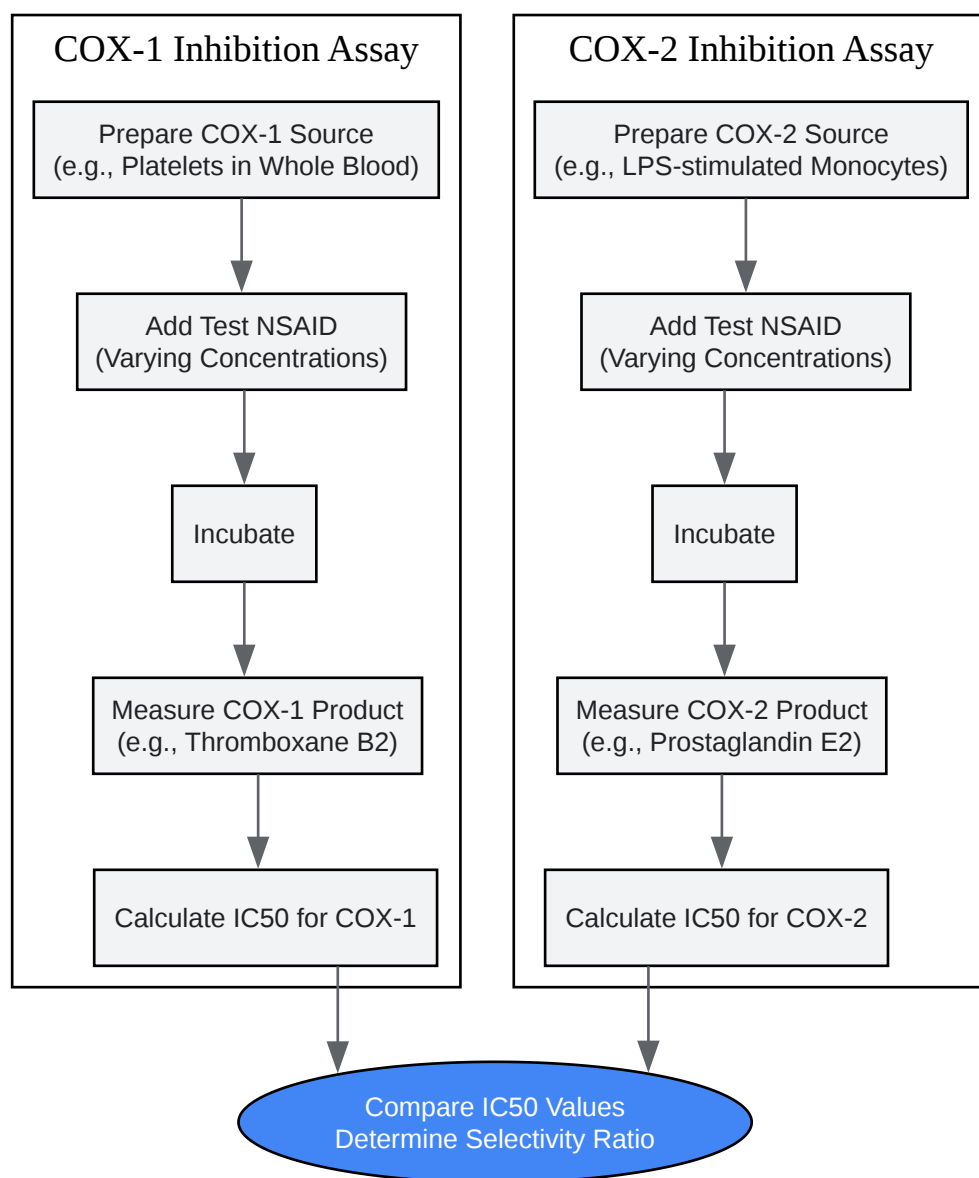 COX-1 Inhibition Assay
Prepare COX-1 Source
(e.g., Platelets in Whole Blood)
Add Test NSAID
(Varying Concentrations)
Incubate
Measure COX-1 Product
(e.g., Thromboxane B2)
Calculate IC50 for COX-1
COX-2 Inhibition Assay
Prepare COX-2 Source
(e.g., LPS-stimulated Monocytes)
Add Test NSAID
(Varying Concentrations)
Incubate
Measure COX-2 Product
(e.g., Prostaglandin E2)
Calculate IC50 for COX-2
Compare IC50 Values
Determine Selectivity Ratio